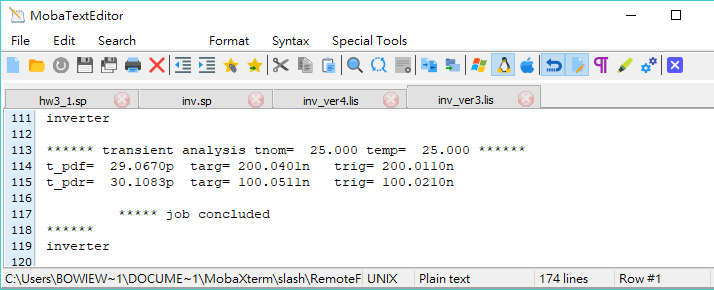 MobaTextEditor
File Edit Search Format Syntax Special Tools
hw3_1.sp inv.sp inv_ver4.lis inv_ver3.lis
111 inverter
112
113 ****** transient analysis tnom=  25.000 temp=  25.000 ******
114 t_pdf=  29.0670p  targ= 200.0401n   trig= 200.0110n
115 t_pdr=  30.1083p  targ= 100.0511n   trig= 100.0210n
116
117          ***** job concluded
118 ******
119 inverter
120
C:\Users\BOWIEW~1\DOCUME~1\MobaXterm\slash\RemoteF UNIX Plain text 174 lines Row #1